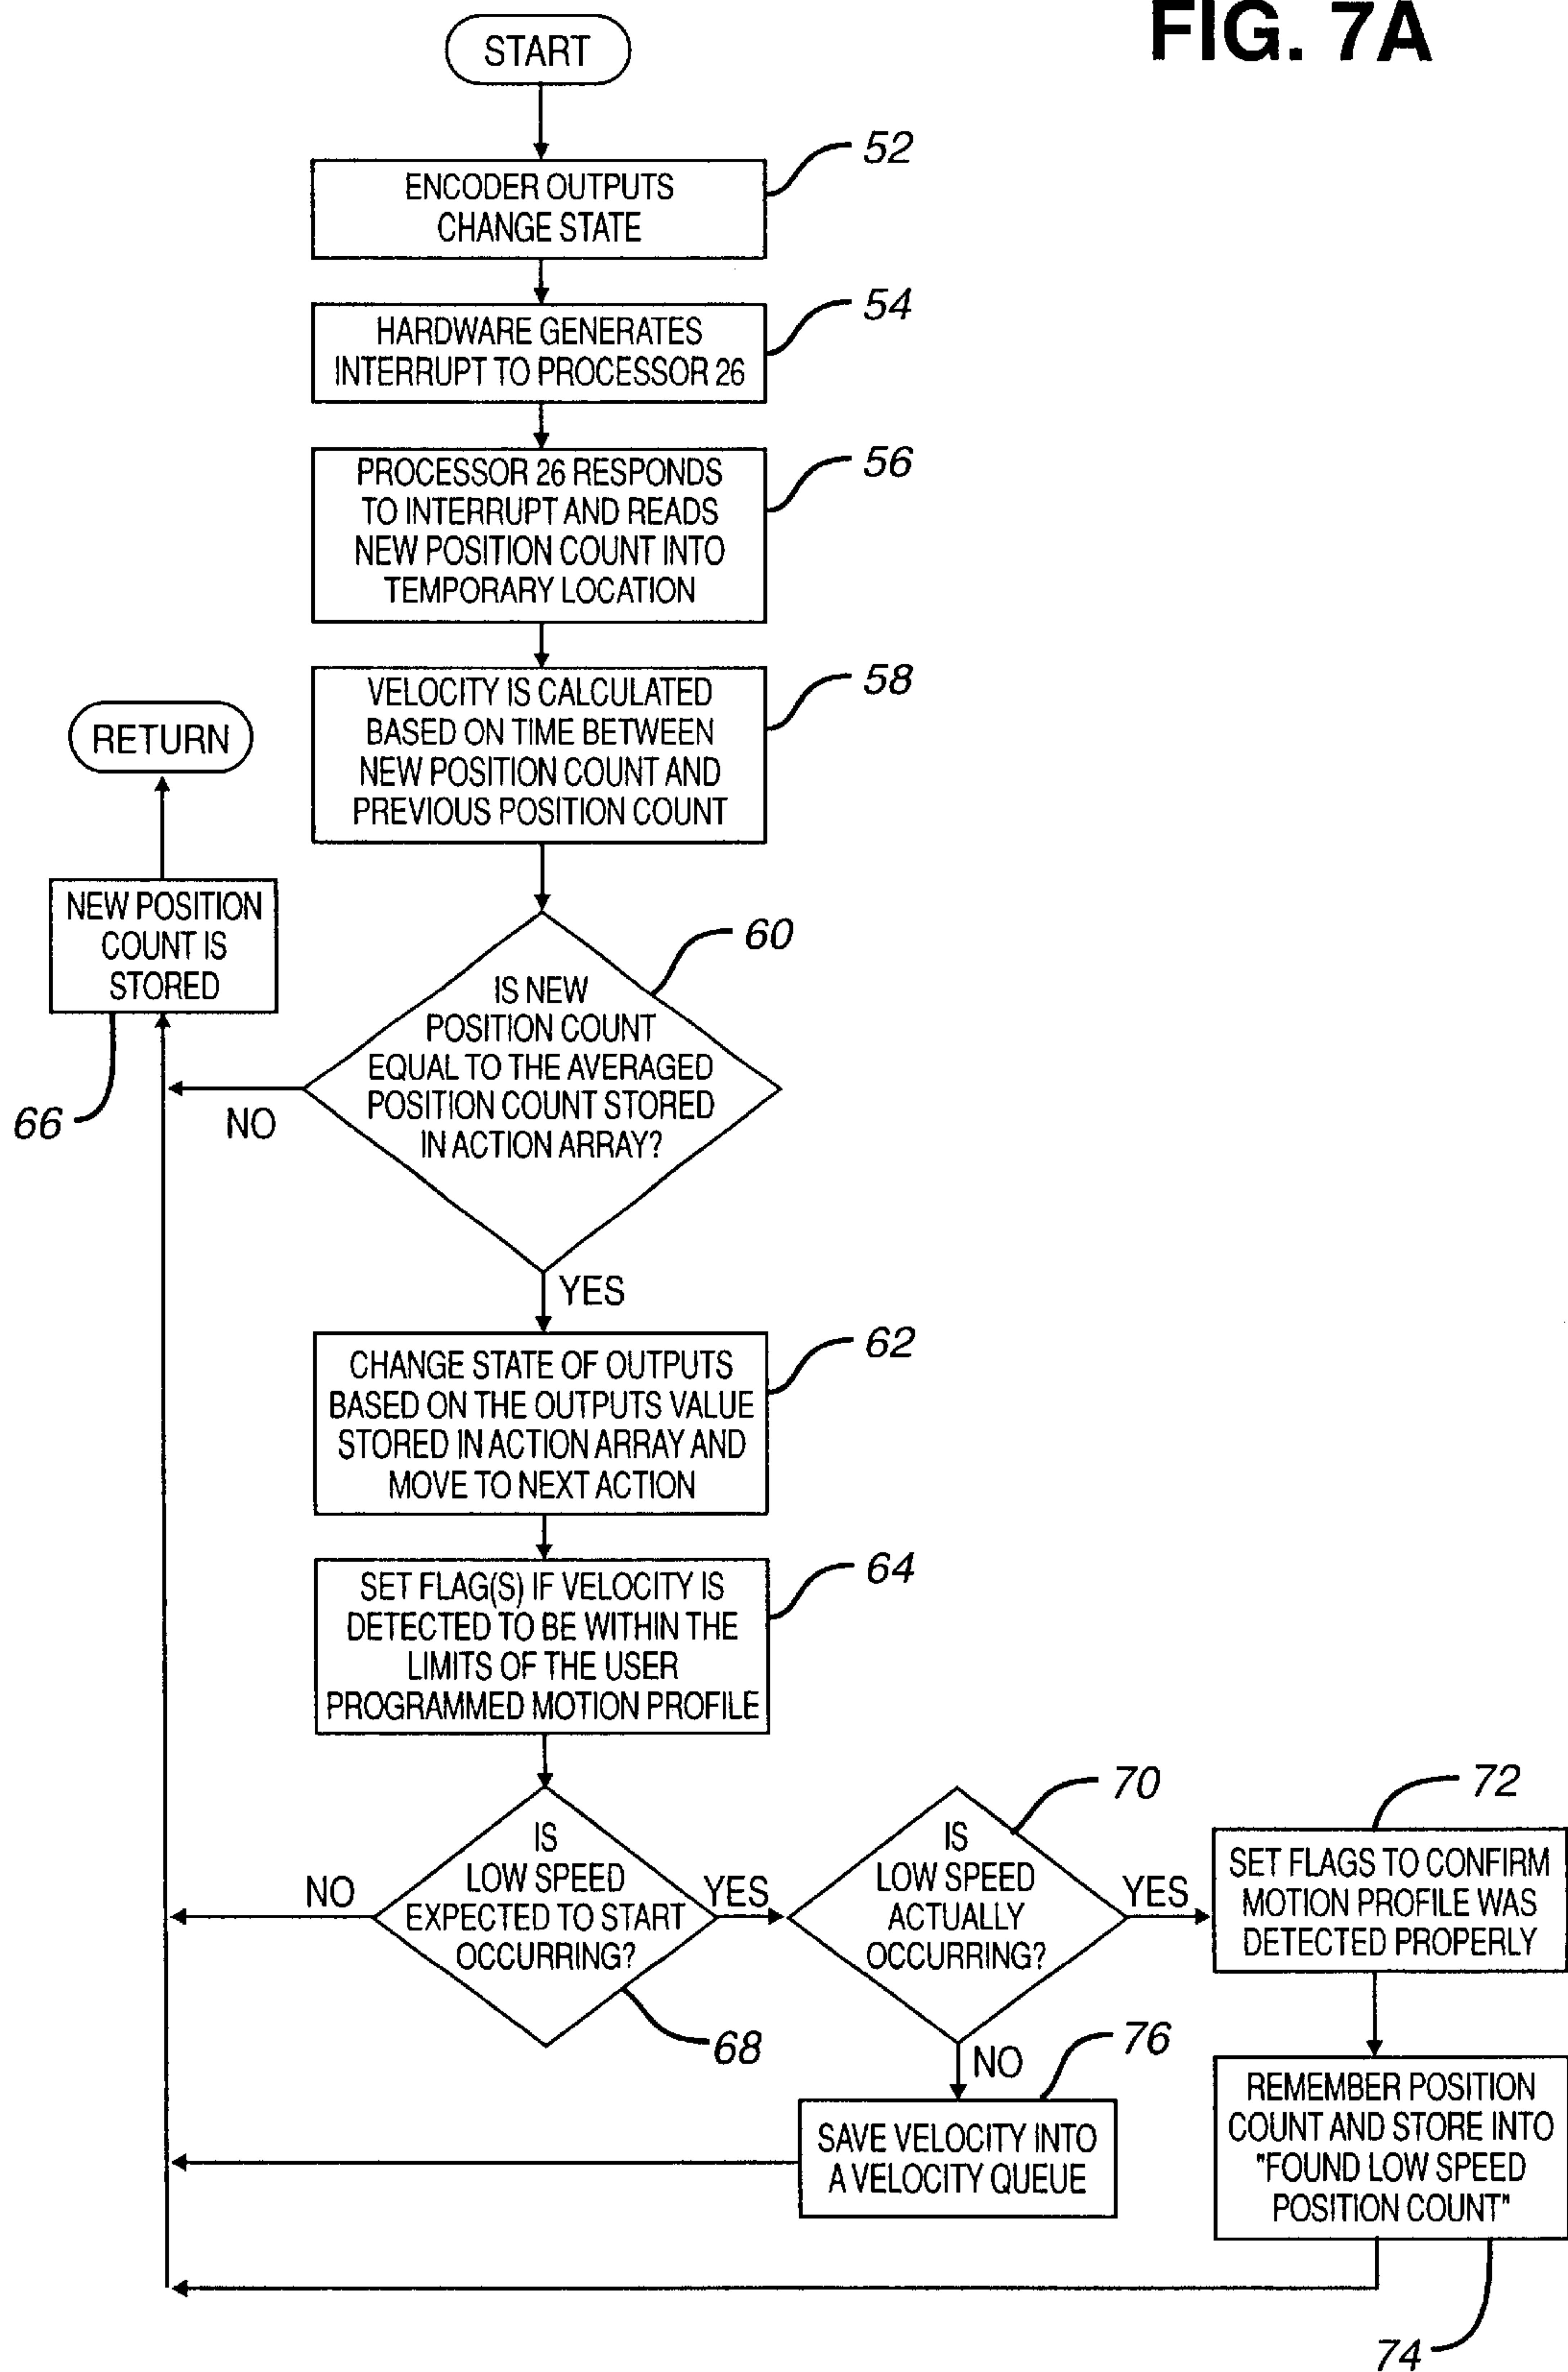 FIG. 7A
START
52
ENCODER OUTPUTS
CHANGE STATE
54
HARDWARE GENERATES
INTERRUPT TO PROCESSOR 26
56
PROCESSOR 26 RESPONDS
TO INTERRUPT AND READS
NEW POSITION COUNT INTO
TEMPORARY LOCATION
58
VELOCITY IS CALCULATED
BASED ON TIME BETWEEN
NEW POSITION COUNT AND
PREVIOUS POSITION COUNT
RETURN
NEW POSITION
COUNT IS
STORED
66
60
IS NEW
POSITION COUNT
EQUAL TO THE AVERAGED
POSITION COUNT STORED
IN ACTION ARRAY?
NO
YES
62
CHANGE STATE OF OUTPUTS
BASED ON THE OUTPUTS VALUE
STORED IN ACTION ARRAY AND
MOVE TO NEXT ACTION
64
SET FLAG(S) IF VELOCITY IS
DETECTED TO BE WITHIN THE
LIMITS OF THE USER
PROGRAMMED MOTION PROFILE
IS
LOW SPEED
EXPECTED TO START
OCCURRING?
NO
YES
68
70
IS
LOW SPEED
ACTUALLY
OCCURRING?
YES
NO
72
SET FLAGS TO CONFIRM
MOTION PROFILE WAS
DETECTED PROPERLY
76
SAVE VELOCITY INTO
A VELOCITY QUEUE
REMEMBER POSITION
COUNT AND STORE INTO
"FOUND LOW SPEED
POSITION COUNT"
74